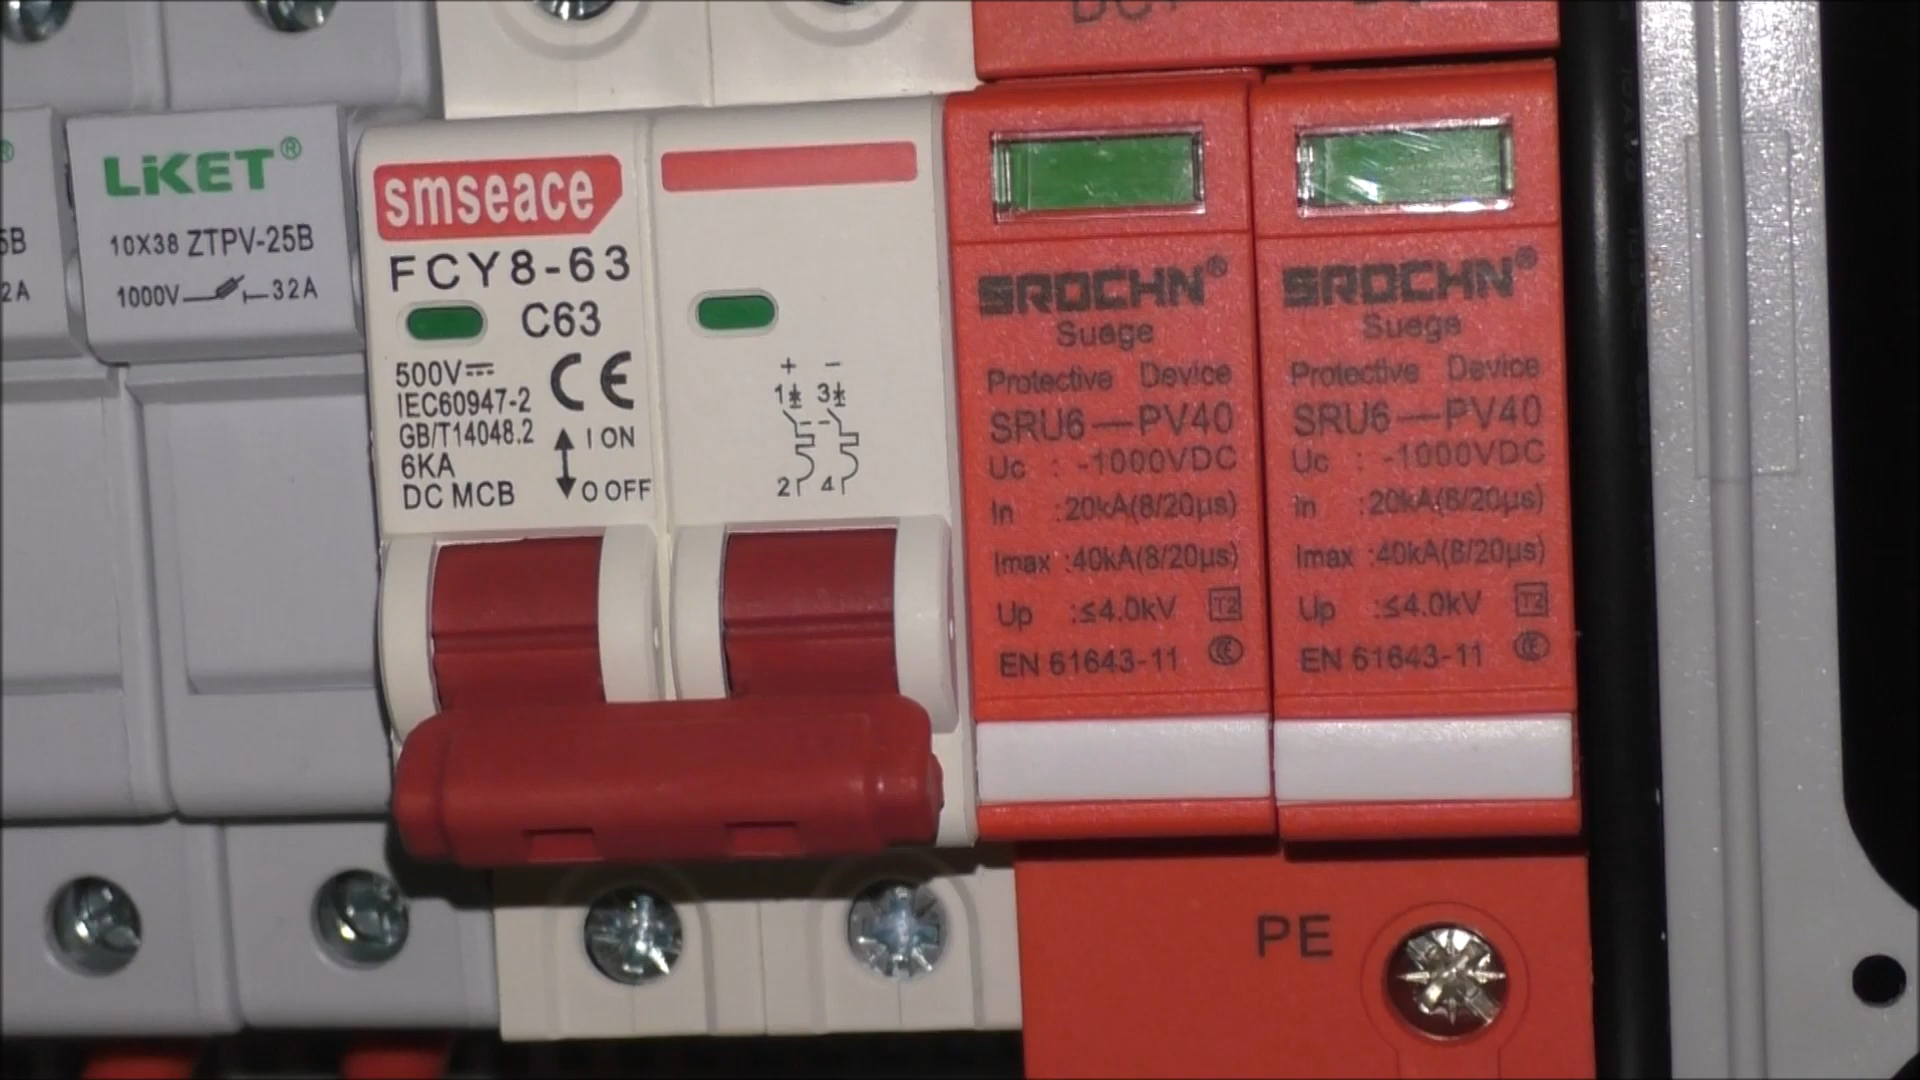 5B
2A
LiKET®
10X38 ZTPV-25B
1000V 32A
smseace
FCY8-63
C63
500V
CE
IEC60947-2
GB/T14048.2
6KA
DC MCB
I ON
O OFF
+ −
1 3
2 4
SROCHN®
Suege
Protective Device
SRU6—PV40
Uc : -1000VDC
In :20kA(8/20µs)
Imax :40kA(8/20µs)
Up :≤4.0kV T2
EN 61643-11
SROCHN®
Suege
Protective Device
SRU6—PV40
Uc : -1000VDC
In :20kA(8/20µs)
Imax :40kA(8/20µs)
Up :≤4.0kV T2
EN 61643-11
PE